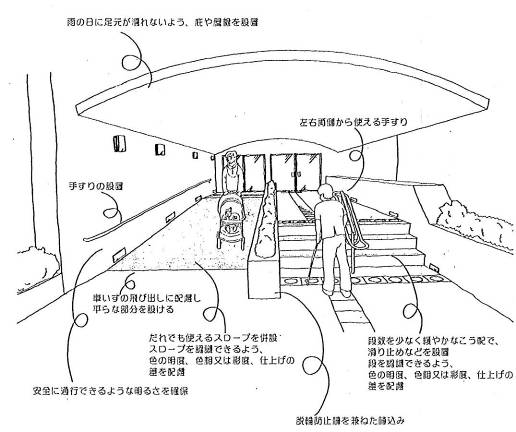 雨の日に足元が濡れないよう、庇や屋根を設置
左右両側から使える手すり
手すりの設置
車いすの飛び出しに配慮し
平らな部分を設ける
だれでも使えるスロープを併設
スロープを認識できるよう、
色の明度、色相又は彩度、仕上げの
差を配慮
安全に通行できるような明るさを確保
段数を少なく緩やかなこう配で、
滑り止めなどを設置
段を認識できるよう、
色の明度、色相又は彩度、仕上げの
差を配慮
脱輪防止柵を兼ねた植込み